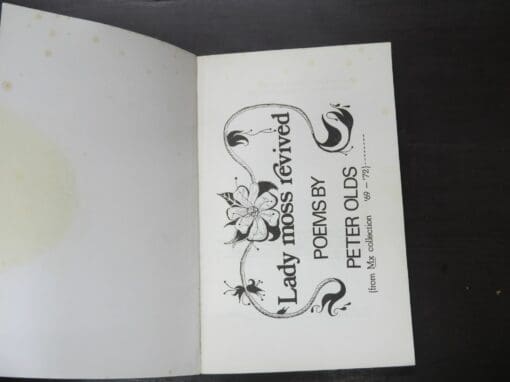 Lady moss revived
POEMS BY
PETER OLDS
(from Mx collection '69 – '72)--------